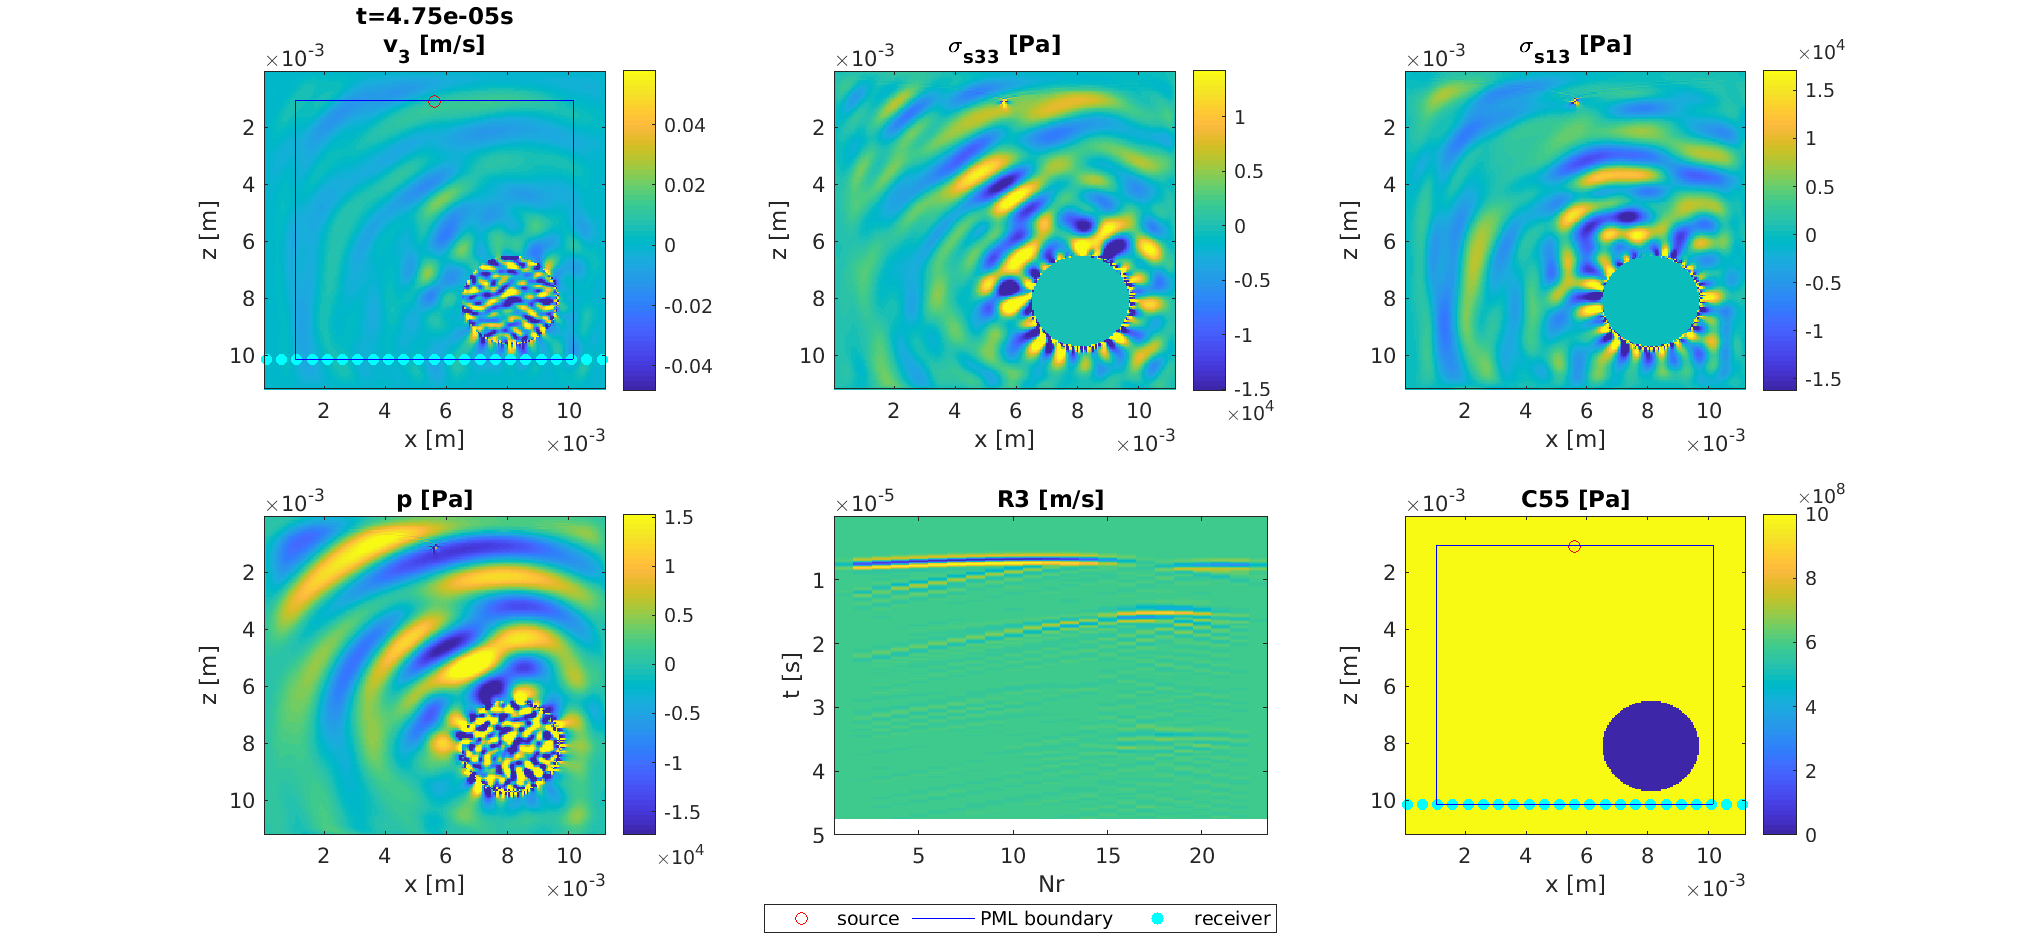 t=4.75e-05s
v3 [m/s]
×10-3
2
4
6
8
10
z [m]
2 4 6 8 10
x [m]
×10-3
0.04
0.02
0
-0.02
-0.04
σs33 [Pa]
×10-3
2
4
6
8
10
z [m]
2 4 6 8 10
x [m]
×10-3
1
0.5
0
-0.5
-1
-1.5
×104
σs13 [Pa]
×10-3
2
4
6
8
10
z [m]
2 4 6 8 10
x [m]
×10-3
×104
1.5
1
0.5
0
-0.5
-1
-1.5
p [Pa]
×10-3
2
4
6
8
10
z [m]
2 4 6 8 10
x [m]
×10-3
1.5
1
0.5
0
-0.5
-1
-1.5
×104
R3 [m/s]
×10-5
1
2
3
4
5
t [s]
5 10 15 20
Nr
C55 [Pa]
×10-3
2
4
6
8
10
z [m]
2 4 6 8 10
x [m]
×10-3
×108
10
8
6
4
2
0
source PML boundary receiver